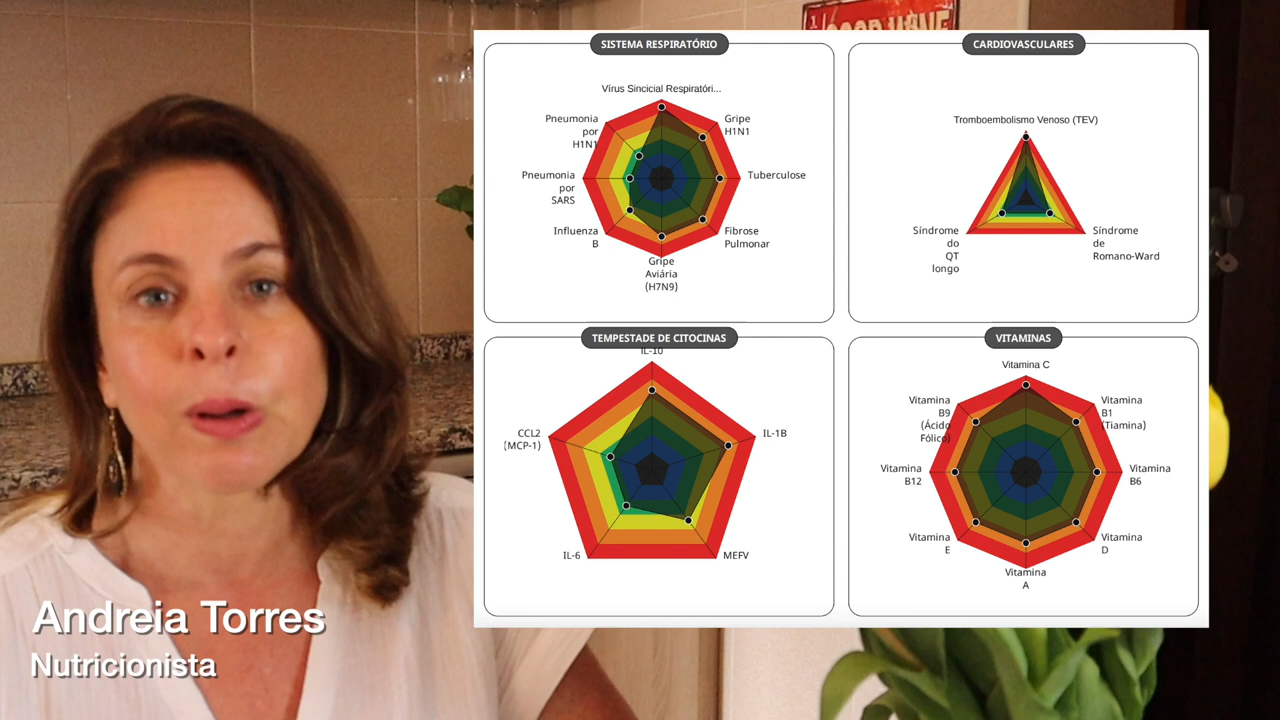 GOOD WINE
SISTEMA RESPIRATÓRIO
Vírus Sincicial Respiratóri...
Gripe
H1N1
Tuberculose
Fibrose
Pulmonar
Gripe
Aviária
(H7N9)
Influenza
B
Pneumonia
por
SARS
Pneumonia
por
H1N1
CARDIOVASCULARES
Tromboembolismo Venoso (TEV)
Síndrome
de
Romano-Ward
Síndrome
do
QT
longo
TEMPESTADE DE CITOCINAS
IL-10
IL-1B
MEFV
IL-6
CCL2
(MCP-1)
VITAMINAS
Vitamina C
Vitamina
B1
(Tiamina)
Vitamina
B6
Vitamina
D
Vitamina
A
Vitamina
E
Vitamina
B12
Vitamina
B9
(Ácido
Fólico)
Andreia Torres
Nutricionista